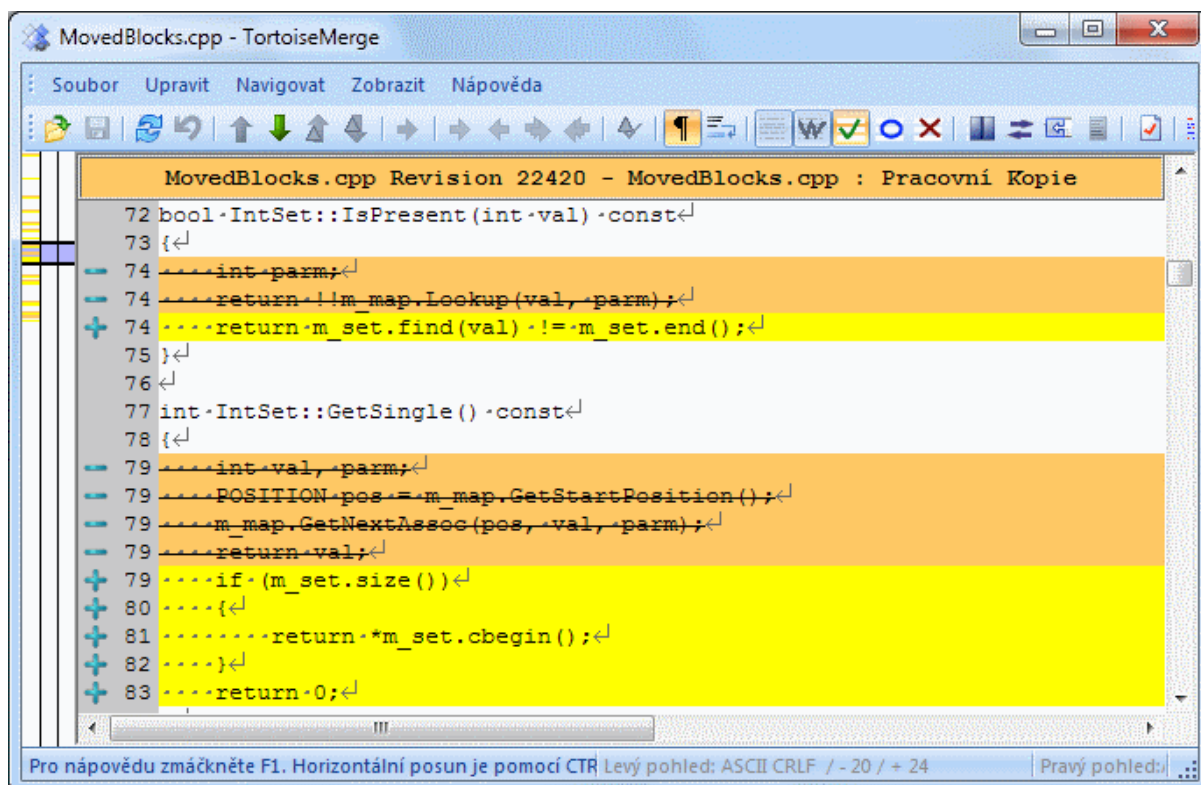 MovedBlocks.cpp - TortoiseMerge
Soubor Upravit Navigovat Zobrazit Nápověda
MovedBlocks.cpp Revision 22420 - MovedBlocks.cpp : Pracovní Kopie
72 bool·IntSet::IsPresent(int·val)·const↵
73 {↵
- 74 ····int·parm;↵
- 74 ····return·!!m_map.Lookup(val,·parm);↵
+ 74 ····return·m_set.find(val)·!=·m_set.end();↵
75 }↵
76 ↵
77 int·IntSet::GetSingle()·const↵
78 {↵
- 79 ····int·val,·parm;↵
- 79 ····POSITION·pos·=·m_map.GetStartPosition();↵
- 79 ····m_map.GetNextAssoc(pos,·val,·parm);↵
- 79 ····return·val;↵
+ 79 ····if·(m_set.size())↵
+ 80 ····{↵
+ 81 ········return·*m_set.cbegin();↵
+ 82 ····}↵
+ 83 ····return·0;↵
Pro nápovědu zmáčkněte F1. Horizontální posun je pomocí CTR Levý pohled: ASCII CRLF / - 20 / + 24 Pravý pohled: